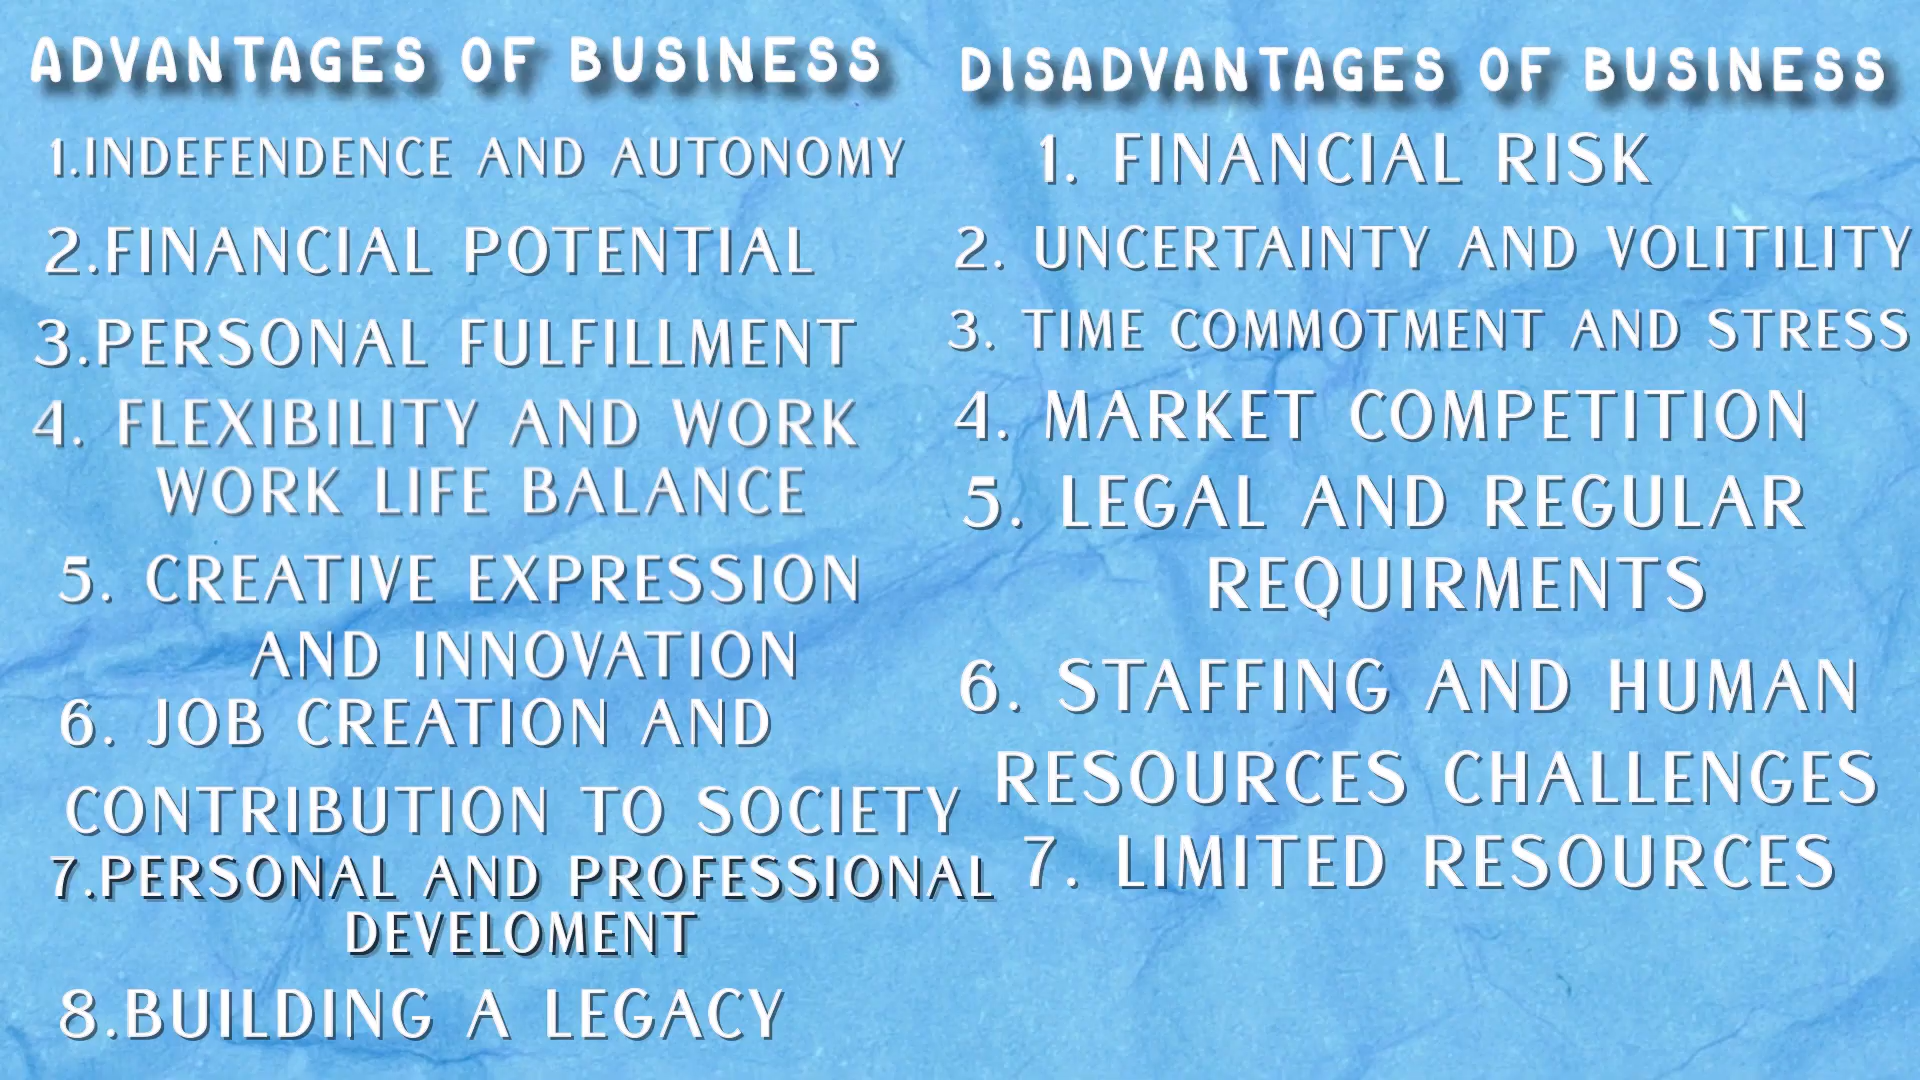 ADVANTAGES OF BUSINESS
1.INDEFENDENCE AND AUTONOMY
2.FINANCIAL POTENTIAL
3.PERSONAL FULFILLMENT
4. FLEXIBILITY AND WORK
WORK LIFE BALANCE
5. CREATIVE EXPRESSION
AND INNOVATION
6. JOB CREATION AND
CONTRIBUTION TO SOCIETY
7.PERSONAL AND PROFESSIONAL
DEVELOMENT
8.BUILDING A LEGACY
DISADVANTAGES OF BUSINESS
1. FINANCIAL RISK
2. UNCERTAINTY AND VOLITILITY
3. TIME COMMOTMENT AND STRESS
4. MARKET COMPETITION
5. LEGAL AND REGULAR
REQUIRMENTS
6. STAFFING AND HUMAN
RESOURCES CHALLENGES
7. LIMITED RESOURCES